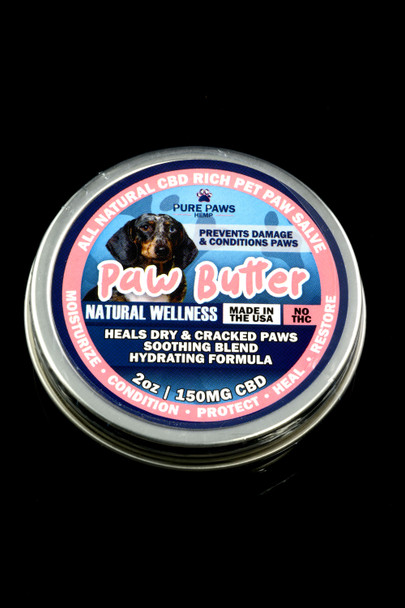 ALL NATURAL CBD RICH PET PAW SALVE
PURE PAWS
HEMP
PREVENTS DAMAGE
& CONDITIONS PAWS
Paw Butter
NATURAL WELLNESS
MADE IN
THE USA
NO
THC
HEALS DRY & CRACKED PAWS
SOOTHING BLEND
HYDRATING FORMULA
2oz | 150MG CBD
MOISTURIZE • CONDITION • PROTECT • HEAL • RESTORE